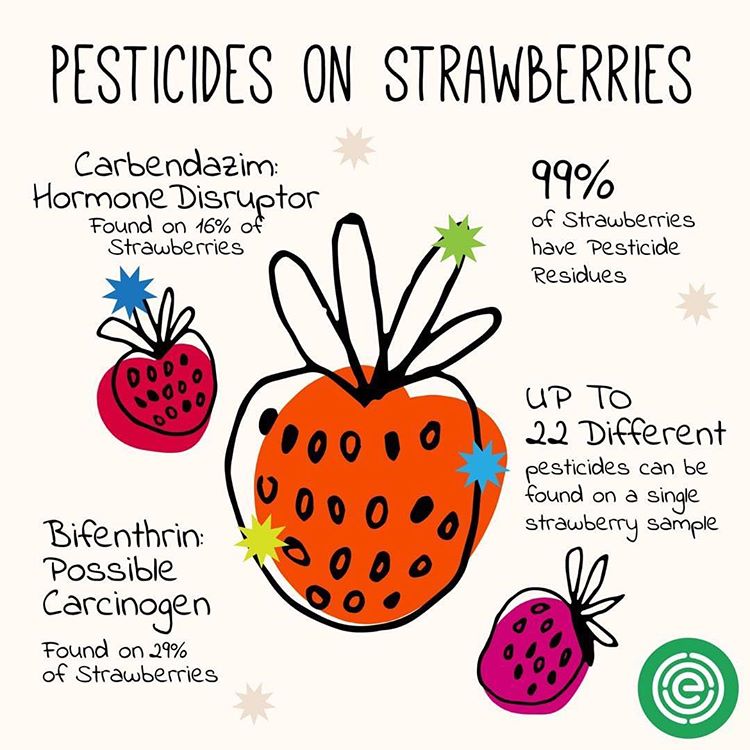 PESTICIDES ON STRAWBERRIES
Carbendazim:
Hormone Disruptor
Found on 16% of
Strawberries
99%
of Strawberries
have Pesticide
Residues
UP TO
22 Different
pesticides can be
found on a single
strawberry sample
Bifenthrin:
Possible
Carcinogen
Found on 29%
of Strawberries
e